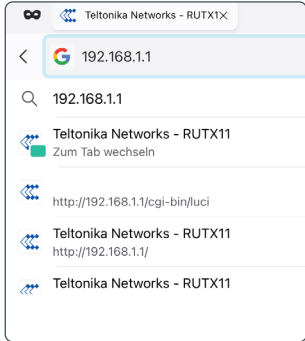 Teltonika Networks - RUTX1
192.168.1.1
192.168.1.1
Teltonika Networks - RUTX11
Zum Tab wechseln
http://192.168.1.1/cgi-bin/luci
Teltonika Networks - RUTX11
http://192.168.1.1/
Teltonika Networks - RUTX11